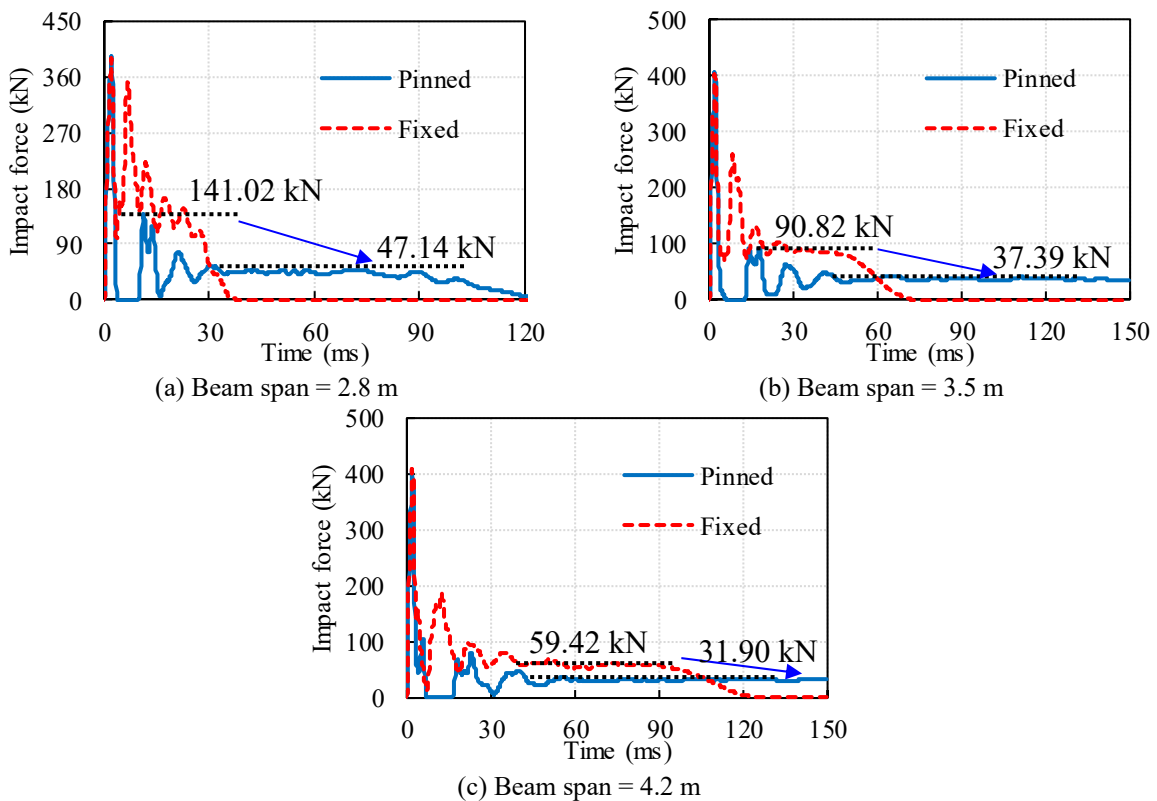 450
360
270
180
90
0
Impact force (kN)
Pinned
Fixed
141.02 kN
47.14 kN
0 30 60 90 120
Time (ms)
(a) Beam span = 2.8 m
500
400
300
200
100
0
Impact force (kN)
Pinned
Fixed
90.82 kN
37.39 kN
0 30 60 90 120 150
Time (ms)
(b) Beam span = 3.5 m
500
400
300
200
100
0
Impact force (kN)
Pinned
Fixed
59.42 kN
31.90 kN
0 30 60 90 120 150
Time (ms)
(c) Beam span = 4.2 m